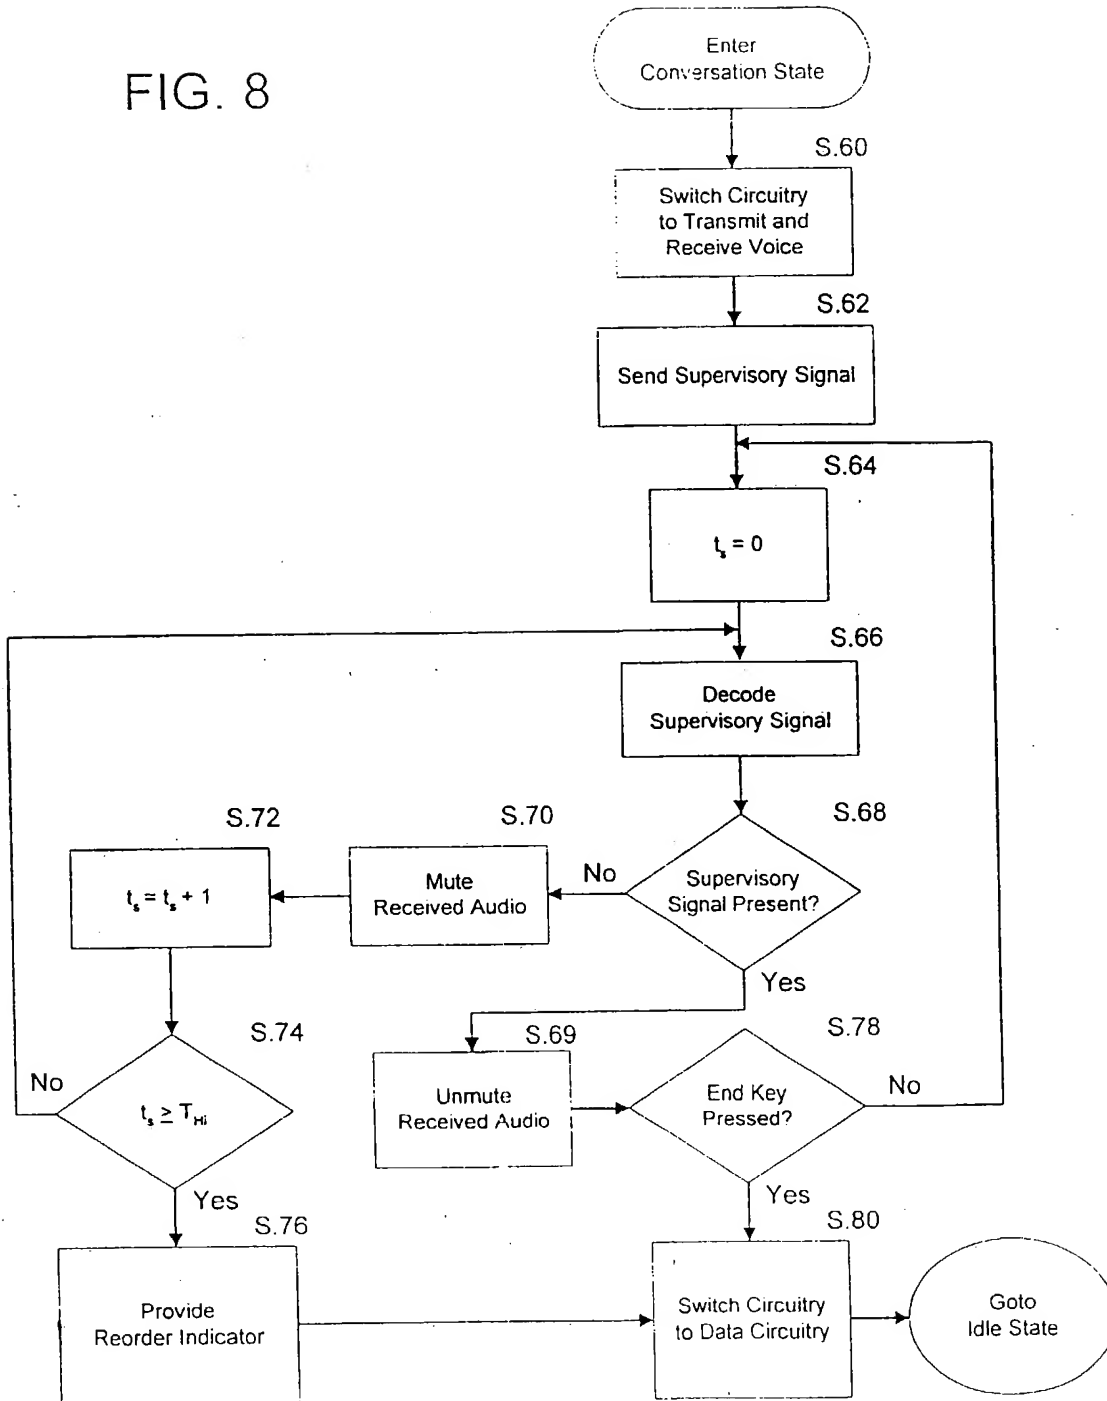 FIG. 8
Enter
Conversation State
S.60
Switch Circuitry
to Transmit and
Receive Voice
S.62
Send Supervisory Signal
S.64
tₛ = 0
S.66
Decode
Supervisory Signal
S.68
Supervisory
Signal Present?
No
Yes
S.70
Mute
Received Audio
S.72
tₛ = tₛ + 1
S.74
tₛ ≥ T_Hi
No
Yes
S.69
Unmute
Received Audio
S.78
End Key
Pressed?
No
Yes
S.76
Provide
Reorder Indicator
S.80
Switch Circuitry
to Data Circuitry
Goto
Idle State